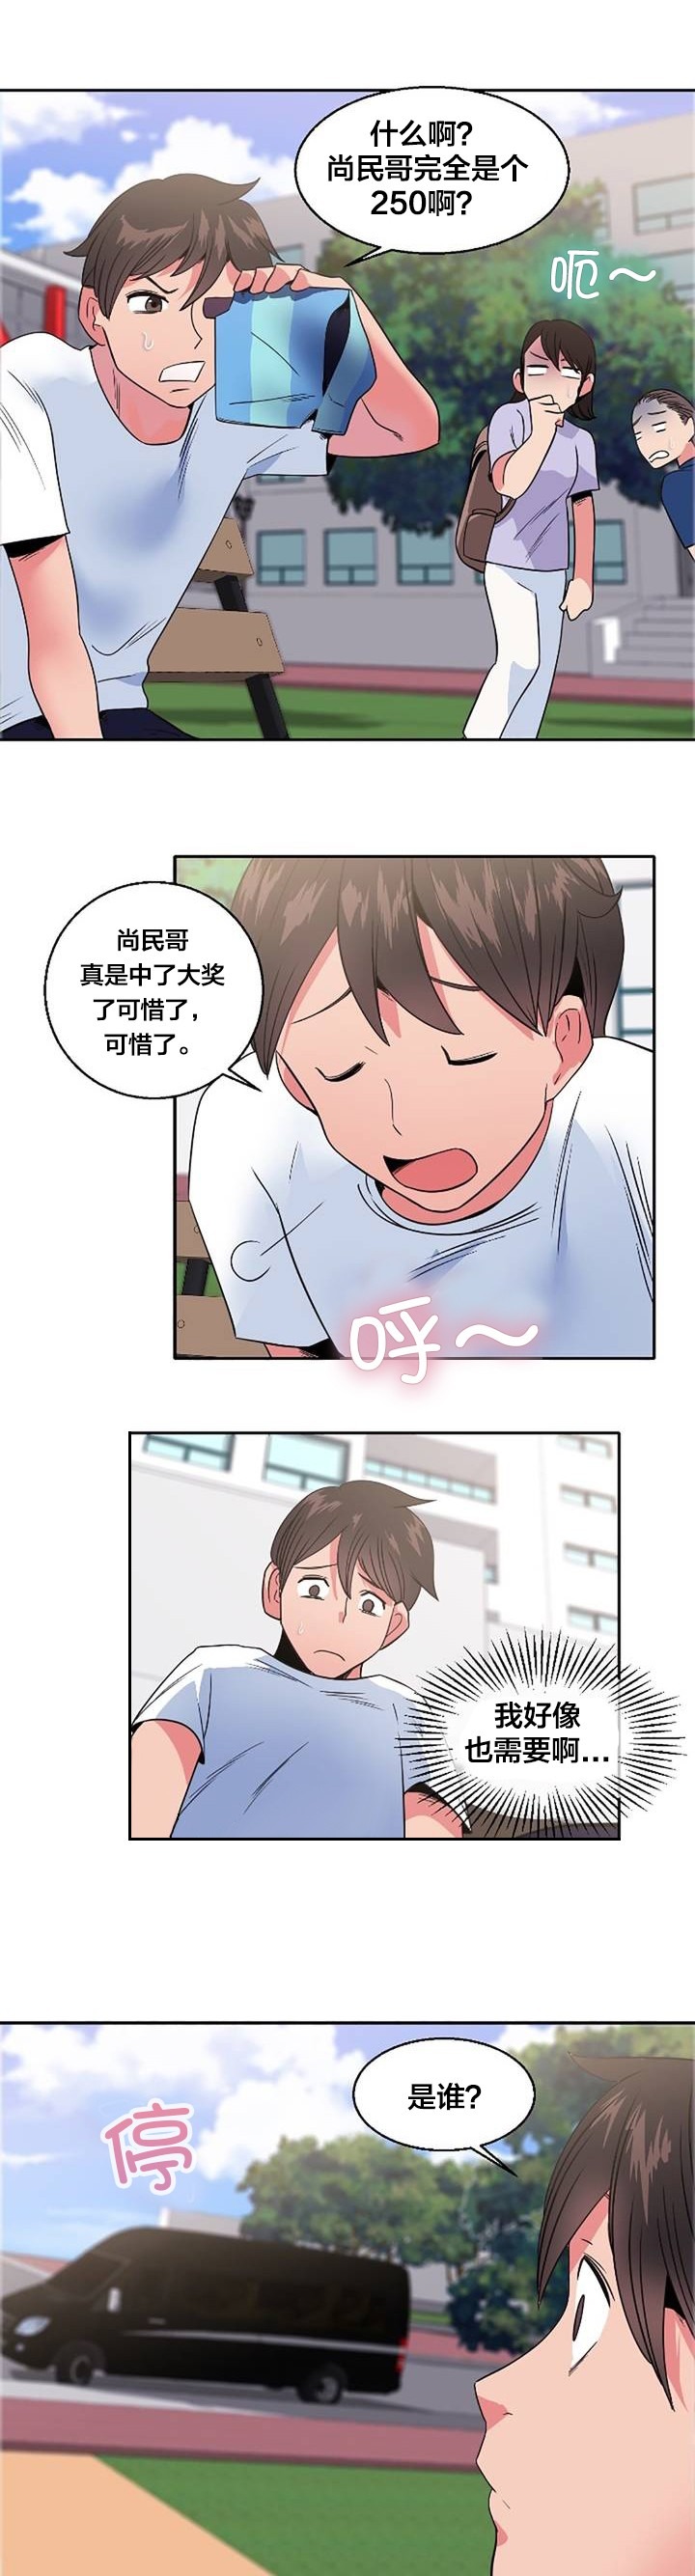 什么啊？
尚民哥完全是个
250啊？
呃～
尚民哥
真是中了大奖
了可惜了，
可惜了。
呼～
我好像
也需要啊…
是谁？
停